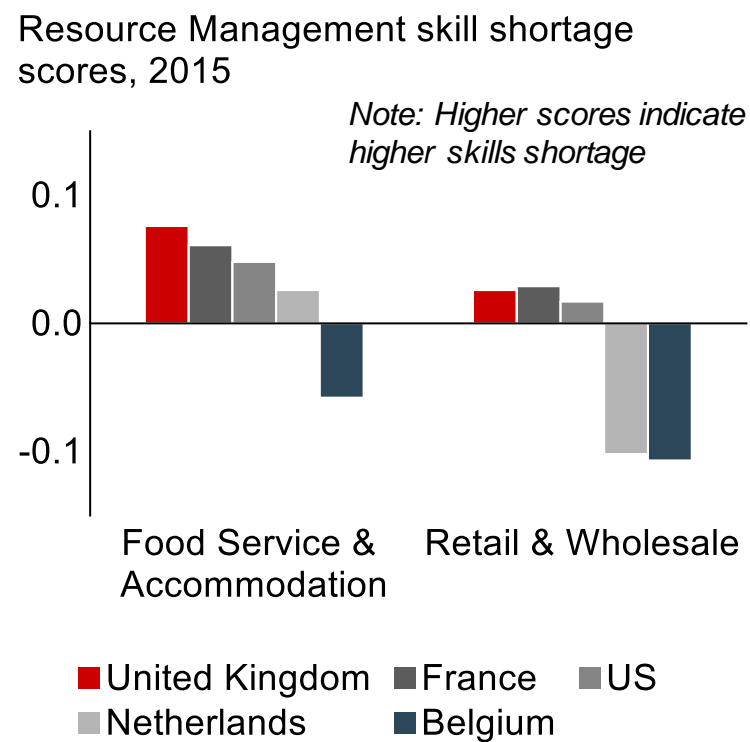 Resource Management skill shortage
scores, 2015
Note: Higher scores indicate
higher skills shortage
0.1
0.0
-0.1
Food Service &
Accommodation
Retail & Wholesale
United Kingdom
France
US
Netherlands
Belgium